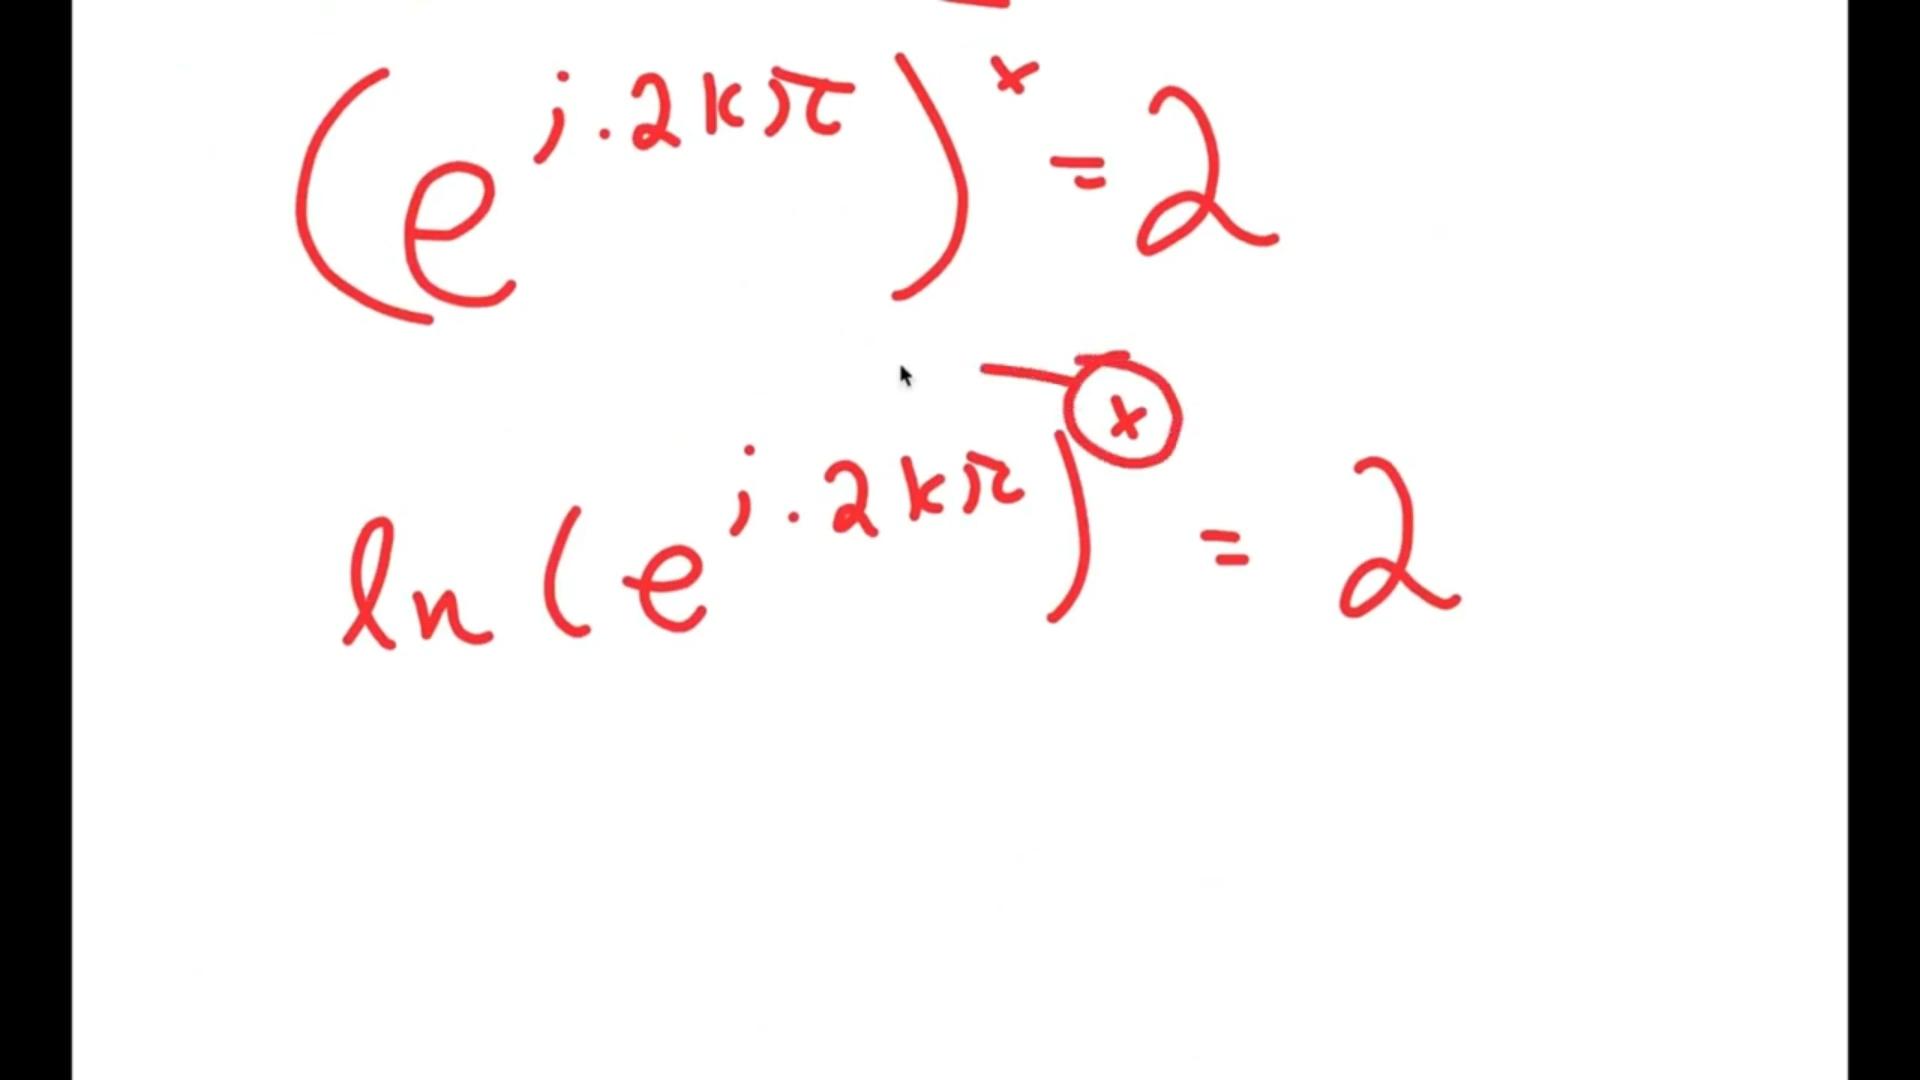 (e^{i.2kπ})^x = 2
ln(e^{i.2kπ})^x = 2